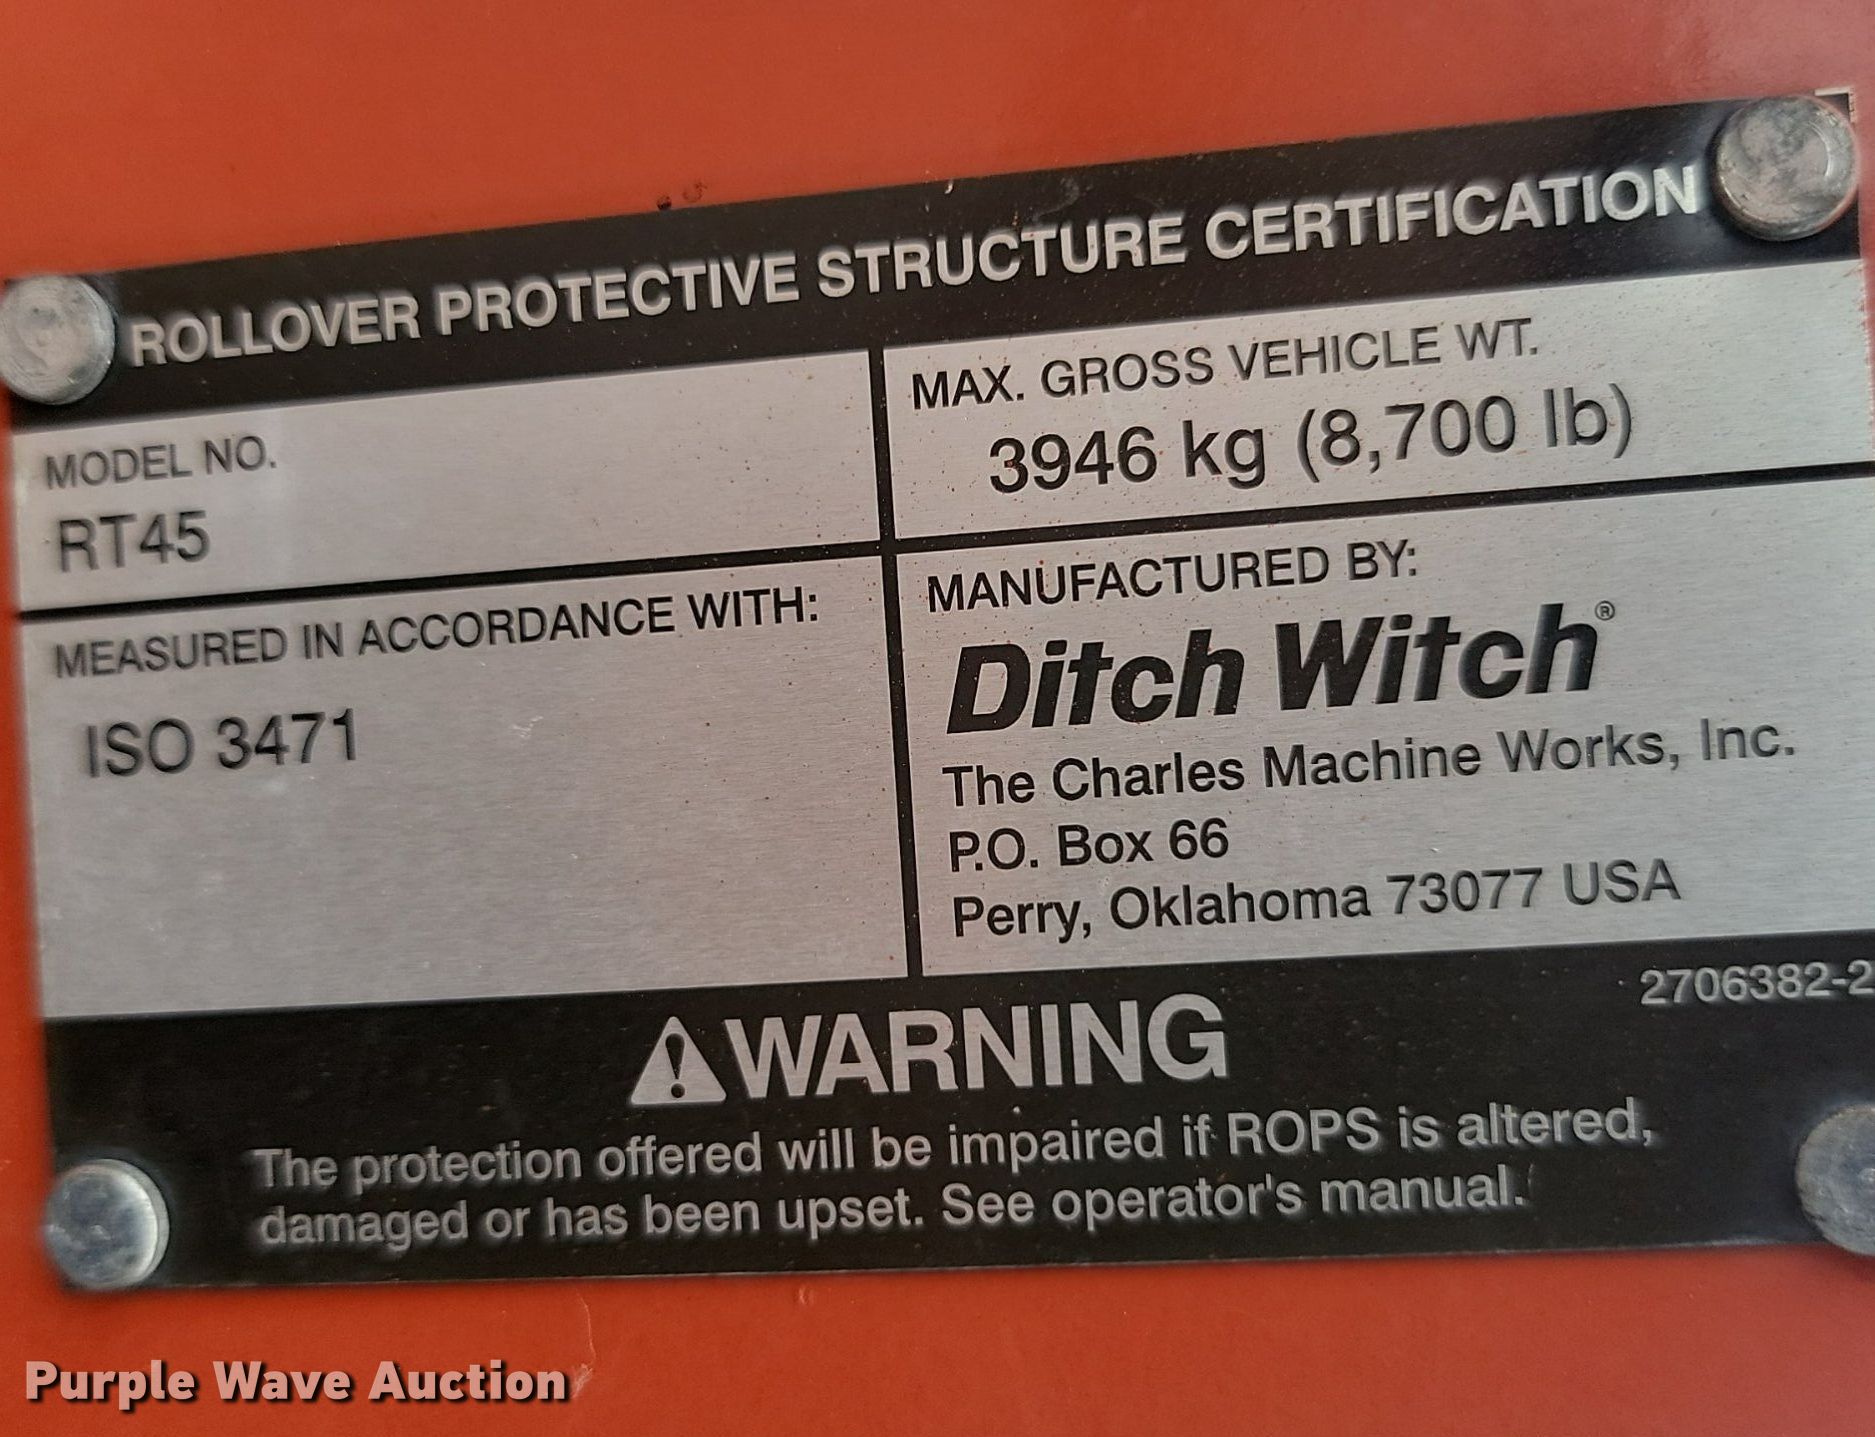 ROLLOVER PROTECTIVE STRUCTURE CERTIFICATION
MODEL NO.
RT45
MAX. GROSS VEHICLE WT.
3946 kg (8,700 lb)
MEASURED IN ACCORDANCE WITH:
ISO 3471
MANUFACTURED BY:
Ditch Witch®
The Charles Machine Works, Inc.
P.O. Box 66
Perry, Oklahoma 73077 USA
2706382-2
WARNING
The protection offered will be impaired if ROPS is altered,
damaged or has been upset. See operator's manual.
Purple Wave Auction